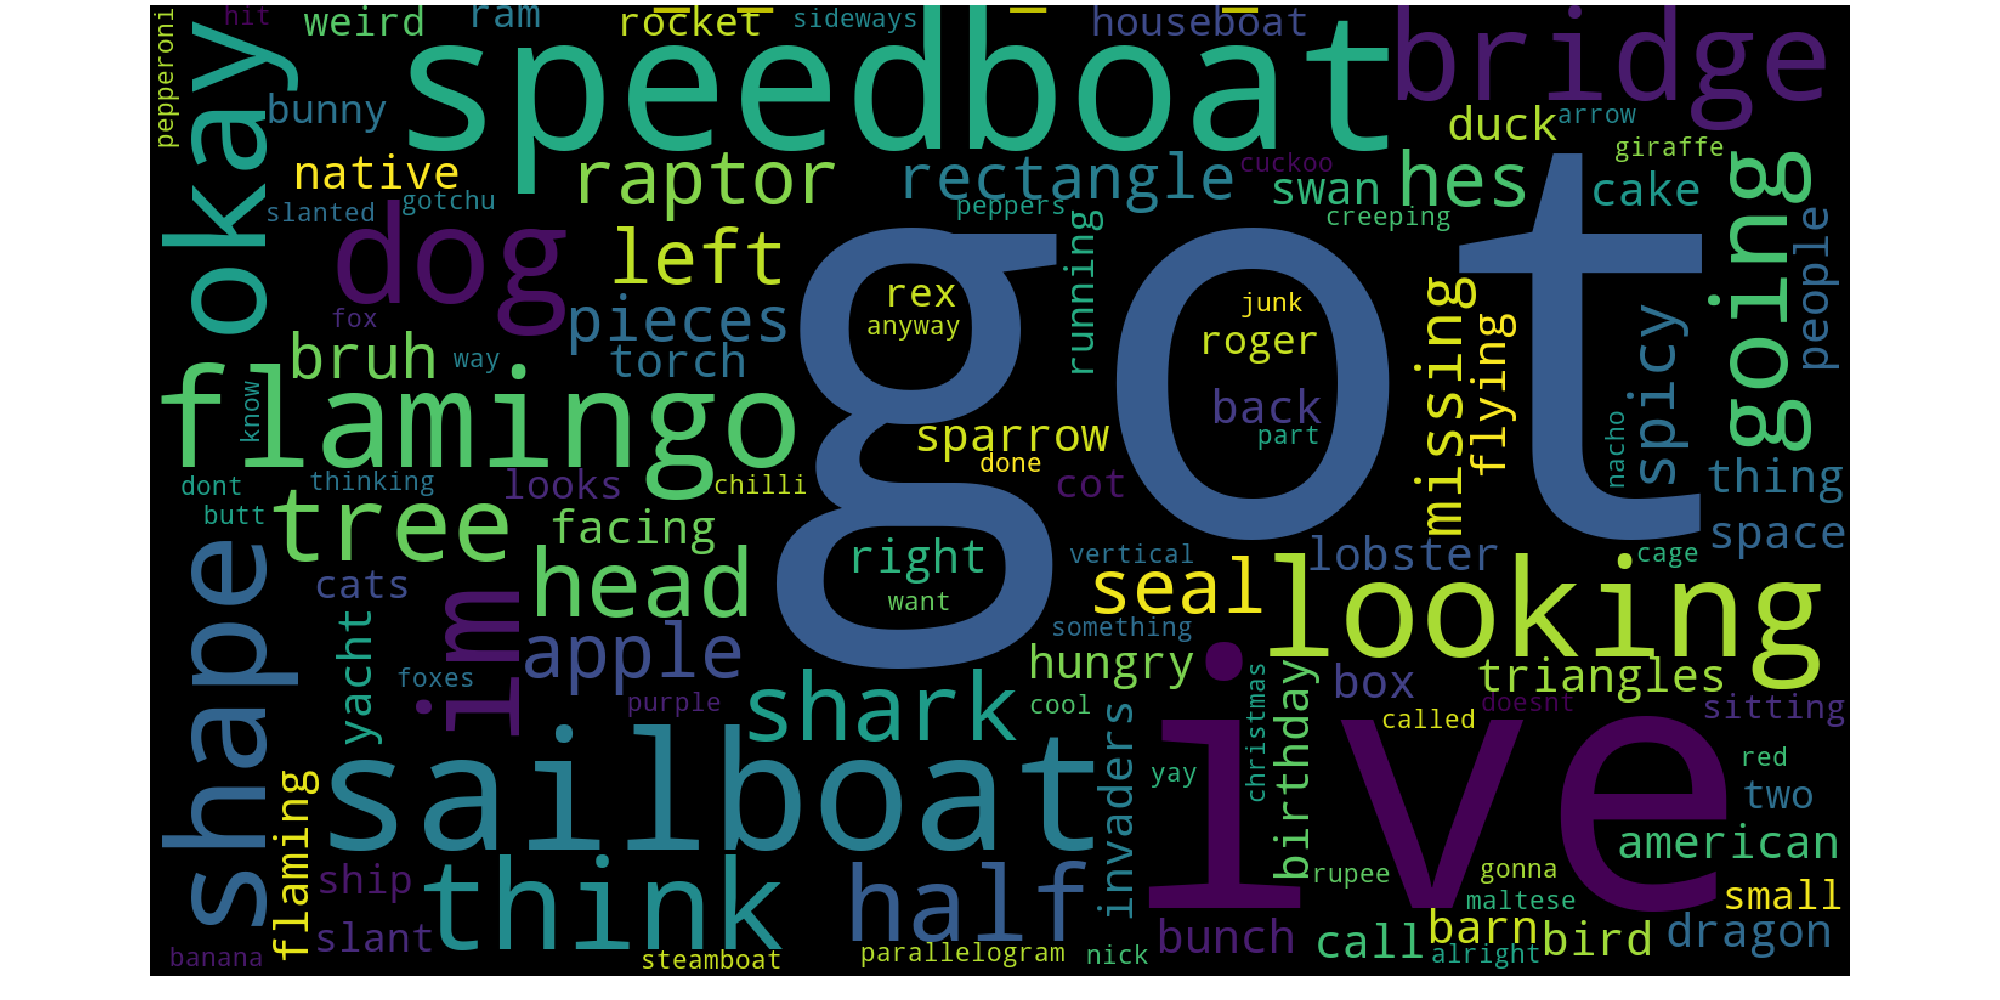 pepperoni
hit
weird
ram
rocket
sideways
houseboat
okay
bunny
speedboat
bridge
duck
arrow
giraffe
native
raptor
rectangle
cuckoo
swan
hes
cake
going
slanted
gotchu
peppers
creeping
people
dog
left
running
got
fox
pieces
rex
anyway
junk
roger
missing
flying
spicy
bruh
way
torch
flamingo
know
back
part
nacho
sparrow
done
dont
thinking
looks
chilli
cot
thing
butt
tree
facing
right
vertical
lobster
cage
space
shape
cats
head
want
seal
looking
yacht
im
apple
something
hungry
box
triangles
foxes
purple
shark
cool
christmas
birthday
called
doesnt
sitting
sailboat
invaders
yay
ive
red
two
flaming
ship
think
half
rupee
gonna
american
maltese
small
slant
bunch
call
barn
bird
dragon
banana
steamboat
parallelogram
nick
alright